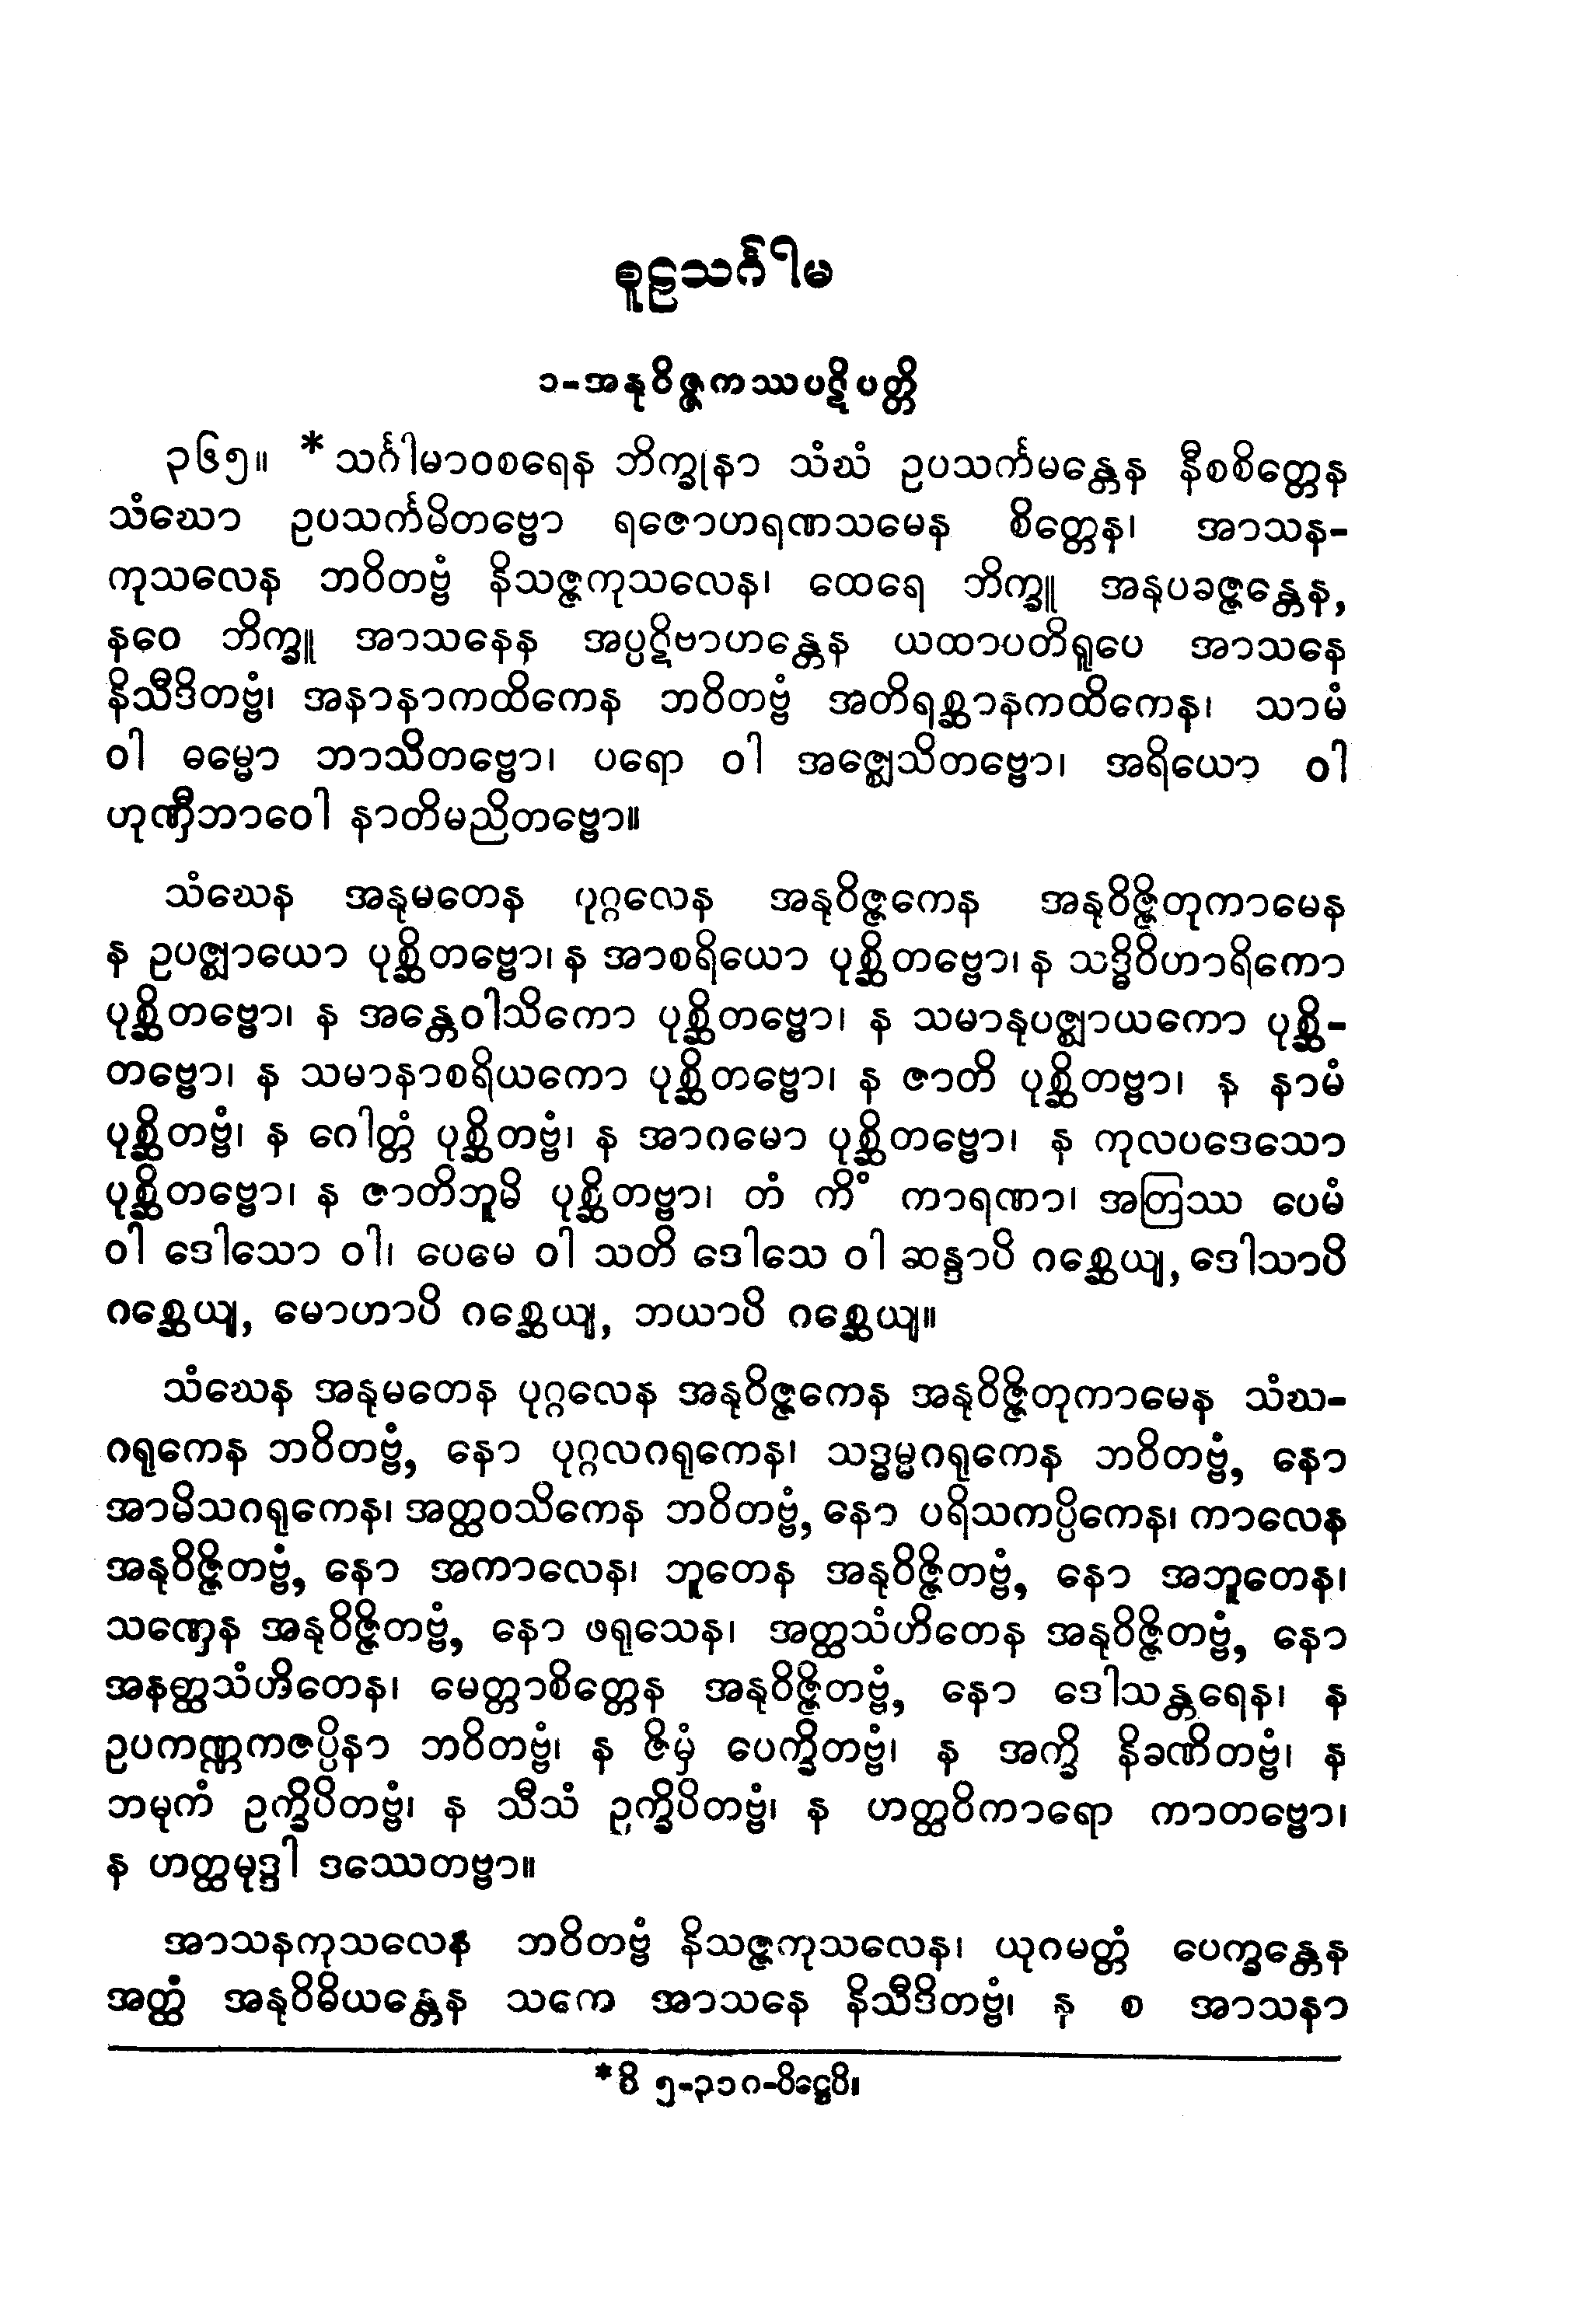 စူဠသင်္ဂါမ
၁-အနုဝိဇ္ဇကဿပဋိပတ္တိ
၃၆၅။ *သင်္ဂါမာဝစရေန ဘိက္ခုနာ သံဃံ ဥပသင်္ကမန္တေန နီစစိတ္တေန
သံဃော ဥပသင်္ကမိတဗ္ဗော ရဇောဟရဏသမေန စိတ္တေန၊ အာသန-
ကုသလေန ဘဝိတဗ္ဗံ နိသဇ္ဇကုသလေန၊ ထေရေ ဘိက္ခူ အနုပခဇ္ဇန္တေန,
နဝေ ဘိက္ခူ အာသနေန အပ္ပဋိဗာဟန္တေန ယထာပတိရူပေ အာသနေ
နိသီဒိတဗ္ဗံ၊ အနာနာကထိကေန ဘဝိတဗ္ဗံ အတိရစ္ဆာနကထိကေန၊ သာမံ
ဝါ ဓမ္မော ဘာသိတဗ္ဗော၊ ပရော ဝါ အဇ္ဈေသိတဗ္ဗော၊ အရိယော ဝါ
ဟုဏှီဘာဝေါ နာတိမညိတဗ္ဗော။
သံဃေန အနုမတေန ပုဂ္ဂလေန အနုဝိဇ္ဇကေန အနုဝိဇ္ဇိတုကာမေန
န ဥပဇ္ဈာယော ပုစ္ဆိတဗ္ဗော၊ န အာစရိယော ပုစ္ဆိတဗ္ဗော၊ န သဒ္ဓိဝိဟာရိကော
ပုစ္ဆိတဗ္ဗော၊ န အန္တေဝါသိကော ပုစ္ဆိတဗ္ဗော၊ န သမာနုပဇ္ဈာယကော ပုစ္ဆိ-
တဗ္ဗော၊ န သမာနာစရိယကော ပုစ္ဆိတဗ္ဗော၊ န ဇာတိ ပုစ္ဆိတဗ္ဗာ၊ န နာမံ
ပုစ္ဆိတဗ္ဗံ၊ န ဂေါတ္တံ ပုစ္ဆိတဗ္ဗံ၊ န အာဂမော ပုစ္ဆိတဗ္ဗော၊ န ကုလပဒေသော
ပုစ္ဆိတဗ္ဗော၊ န ဇာတိဘူမိ ပုစ္ဆိတဗ္ဗာ၊ တံ ကိံ ကာရဏာ၊ အတြဿ ပေမံ
ဝါ ဒေါသော ဝါ၊ ပေမေ ဝါ သတိ ဒေါသေ ဝါ ဆန္ဒာပိ ဂစ္ဆေယျ, ဒေါသာပိ
ဂစ္ဆေယျ, မောဟာပိ ဂစ္ဆေယျ, ဘယာပိ ဂစ္ဆေယျ။
သံဃေန အနုမတေန ပုဂ္ဂလေန အနုဝိဇ္ဇကေန အနုဝိဇ္ဇိတုကာမေန သံဃ-
ဂရုကေန ဘဝိတဗ္ဗံ, နော ပုဂ္ဂလဂရုကေန၊ သဒ္ဓမ္မဂရုကေန ဘဝိတဗ္ဗံ, နော
အာမိသဂရုကေန၊ အတ္ထဝသိကေန ဘဝိတဗ္ဗံ, နော ပရိသကပ္ပိကေန၊ ကာလေန
အနုဝိဇ္ဇိတဗ္ဗံ, နော အကာလေန၊ ဘူတေန အနုဝိဇ္ဇိတဗ္ဗံ, နော အဘူတေန၊
သဏှေန အနုဝိဇ္ဇိတဗ္ဗံ, နော ဖရုသေန၊ အတ္ထသံဟိတေန အနုဝိဇ္ဇိတဗ္ဗံ, နော
အနတ္ထသံဟိတေန၊ မေတ္တာစိတ္တေန အနုဝိဇ္ဇိတဗ္ဗံ, နော ဒေါသန္တရေန၊ န
ဥပကဏ္ဏကဇပ္ပိနာ ဘဝိတဗ္ဗံ၊ န ဇိမှံ ပေက္ခိတဗ္ဗံ၊ န အက္ခိ နိခဏိတဗ္ဗံ၊ န
ဘမုကံ ဥက္ခိပိတဗ္ဗံ၊ န သီသံ ဥက္ခိပိတဗ္ဗံ၊ န ဟတ္ထဝိကာရော ကာတဗ္ဗော၊
န ဟတ္ထမုဒ္ဒါ ဒဿေတဗ္ဗာ။
အာသနကုသလေန ဘဝိတဗ္ဗံ နိသဇ္ဇကုသလေန၊ ယုဂမတ္တံ ပေက္ခန္တေန
အတ္ထံ အနုဝိဓိယန္တေန သကေ အာသနေ နိသီဒိတဗ္ဗံ၊ န စ အာသနာ
*ဝိ ၅-၃၁၈-ပိဋ္ဌေပိ။